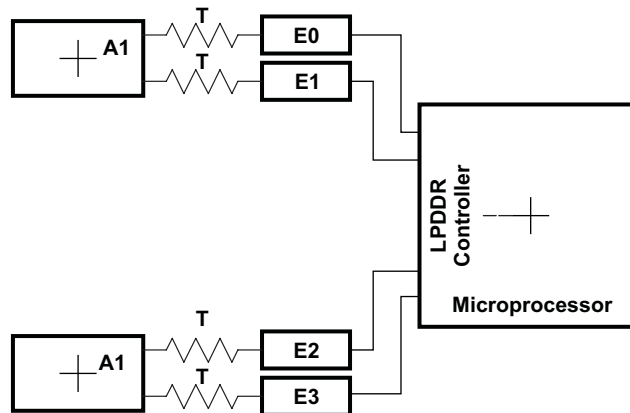 T
A1
E0
T
E1
LPDDR
Controller
Microprocessor
T
A1
E2
T
E3